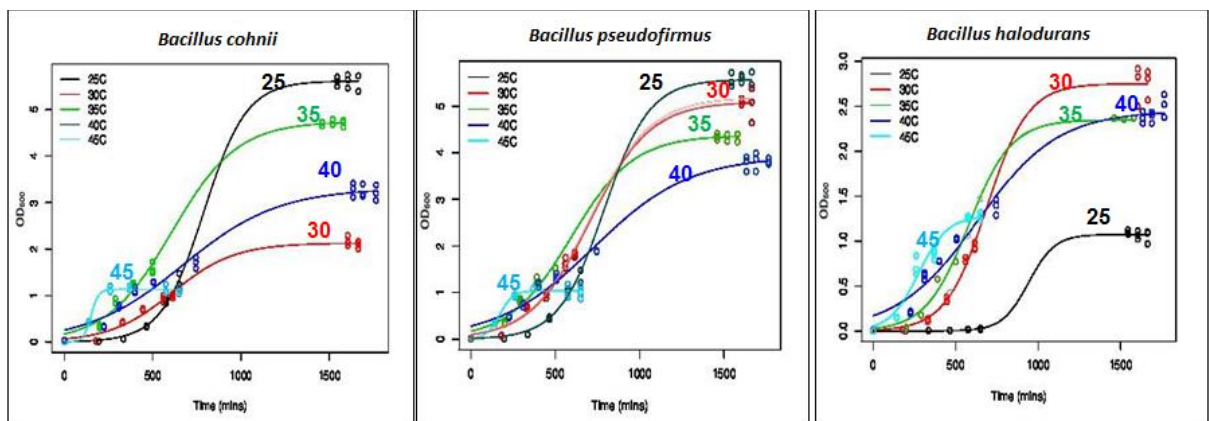 Bacillus cohnii
25C
30C
35C
40C
45C
25
35
40
30
45
OD₆₀₀
0
1
2
3
4
5
0
500
1000
1500
Time (mins)
Bacillus pseudofirmus
25C
30C
35C
40C
45C
25
30
35
40
45
OD₆₀₀
0
1
2
3
4
5
6
0
500
1000
1500
Time (mins)
Bacillus halodurans
25C
30C
35C
40C
45C
30
40
35
45
25
OD₆₀₀
0.0
0.5
1.0
1.5
2.0
2.5
3.0
0
500
1000
1500
Time (mins)